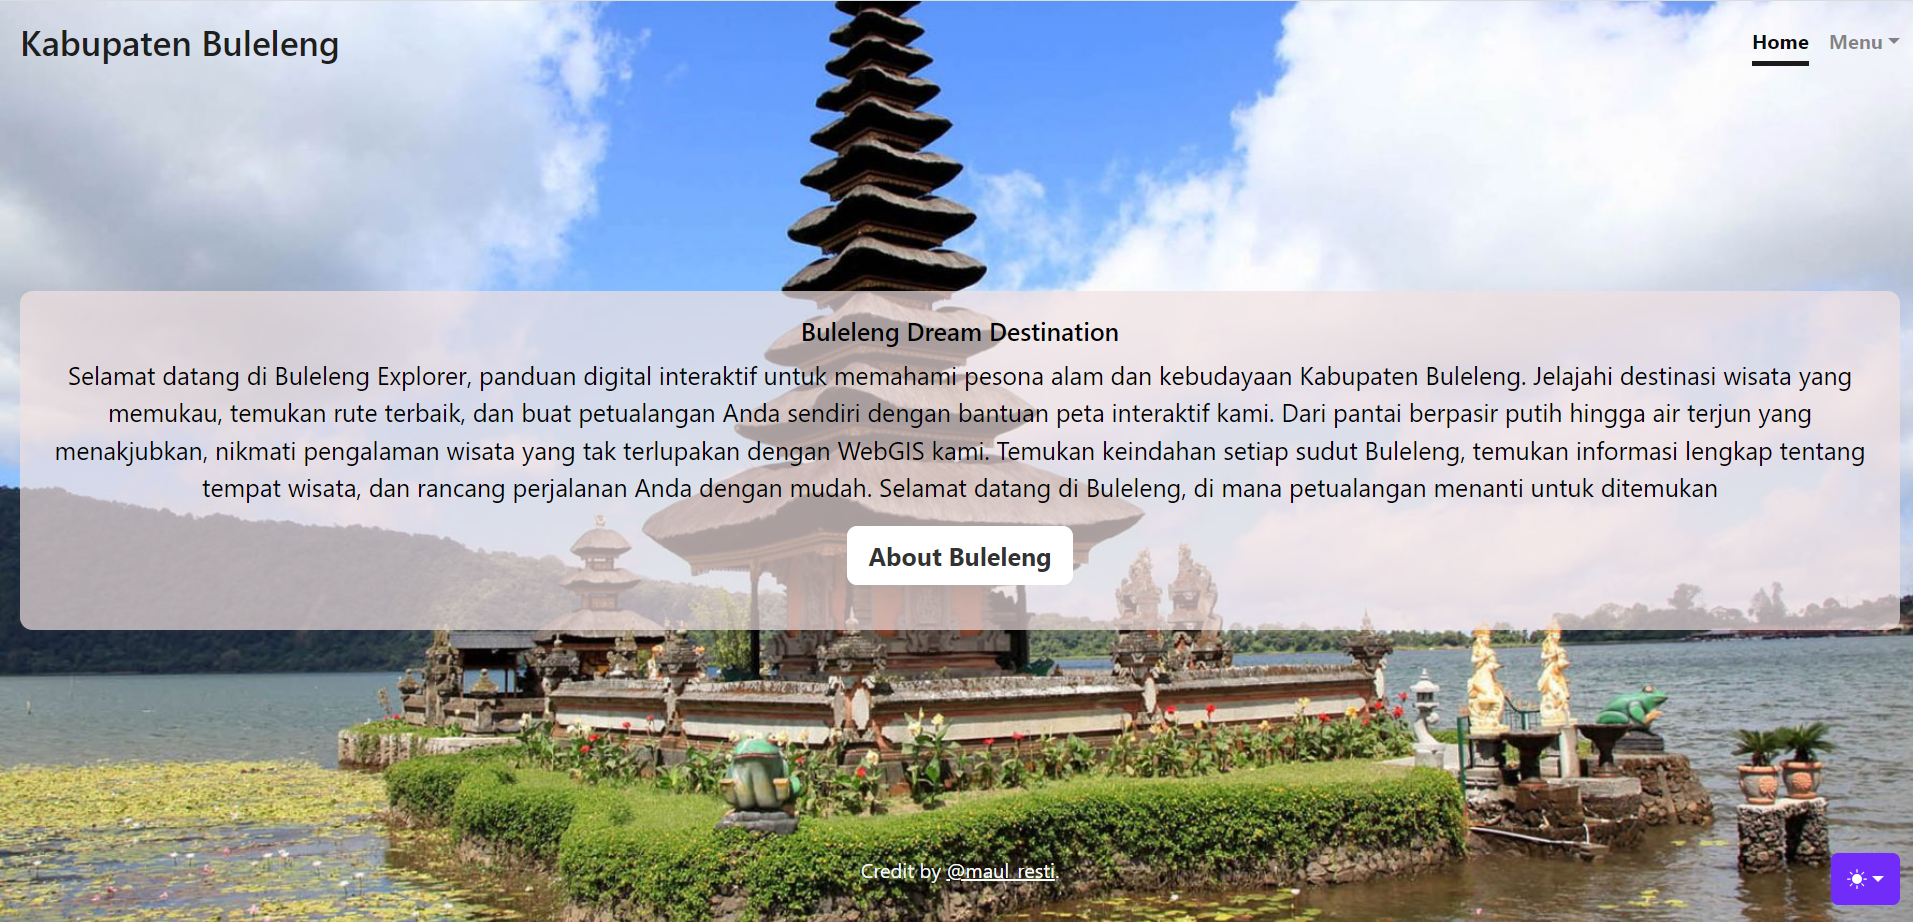 Kabupaten Buleleng
Home Menu
Buleleng Dream Destination
Selamat datang di Buleleng Explorer, panduan digital interaktif untuk memahami pesona alam dan kebudayaan Kabupaten Buleleng. Jelajahi destinasi wisata yang
memukau, temukan rute terbaik, dan buat petualangan Anda sendiri dengan bantuan peta interaktif kami. Dari pantai berpasir putih hingga air terjun yang
menakjubkan, nikmati pengalaman wisata yang tak terlupakan dengan WebGIS kami. Temukan keindahan setiap sudut Buleleng, temukan informasi lengkap tentang
tempat wisata, dan rancang perjalanan Anda dengan mudah. Selamat datang di Buleleng, di mana petualangan menanti untuk ditemukan
About Buleleng
Credit by @maul_resti.